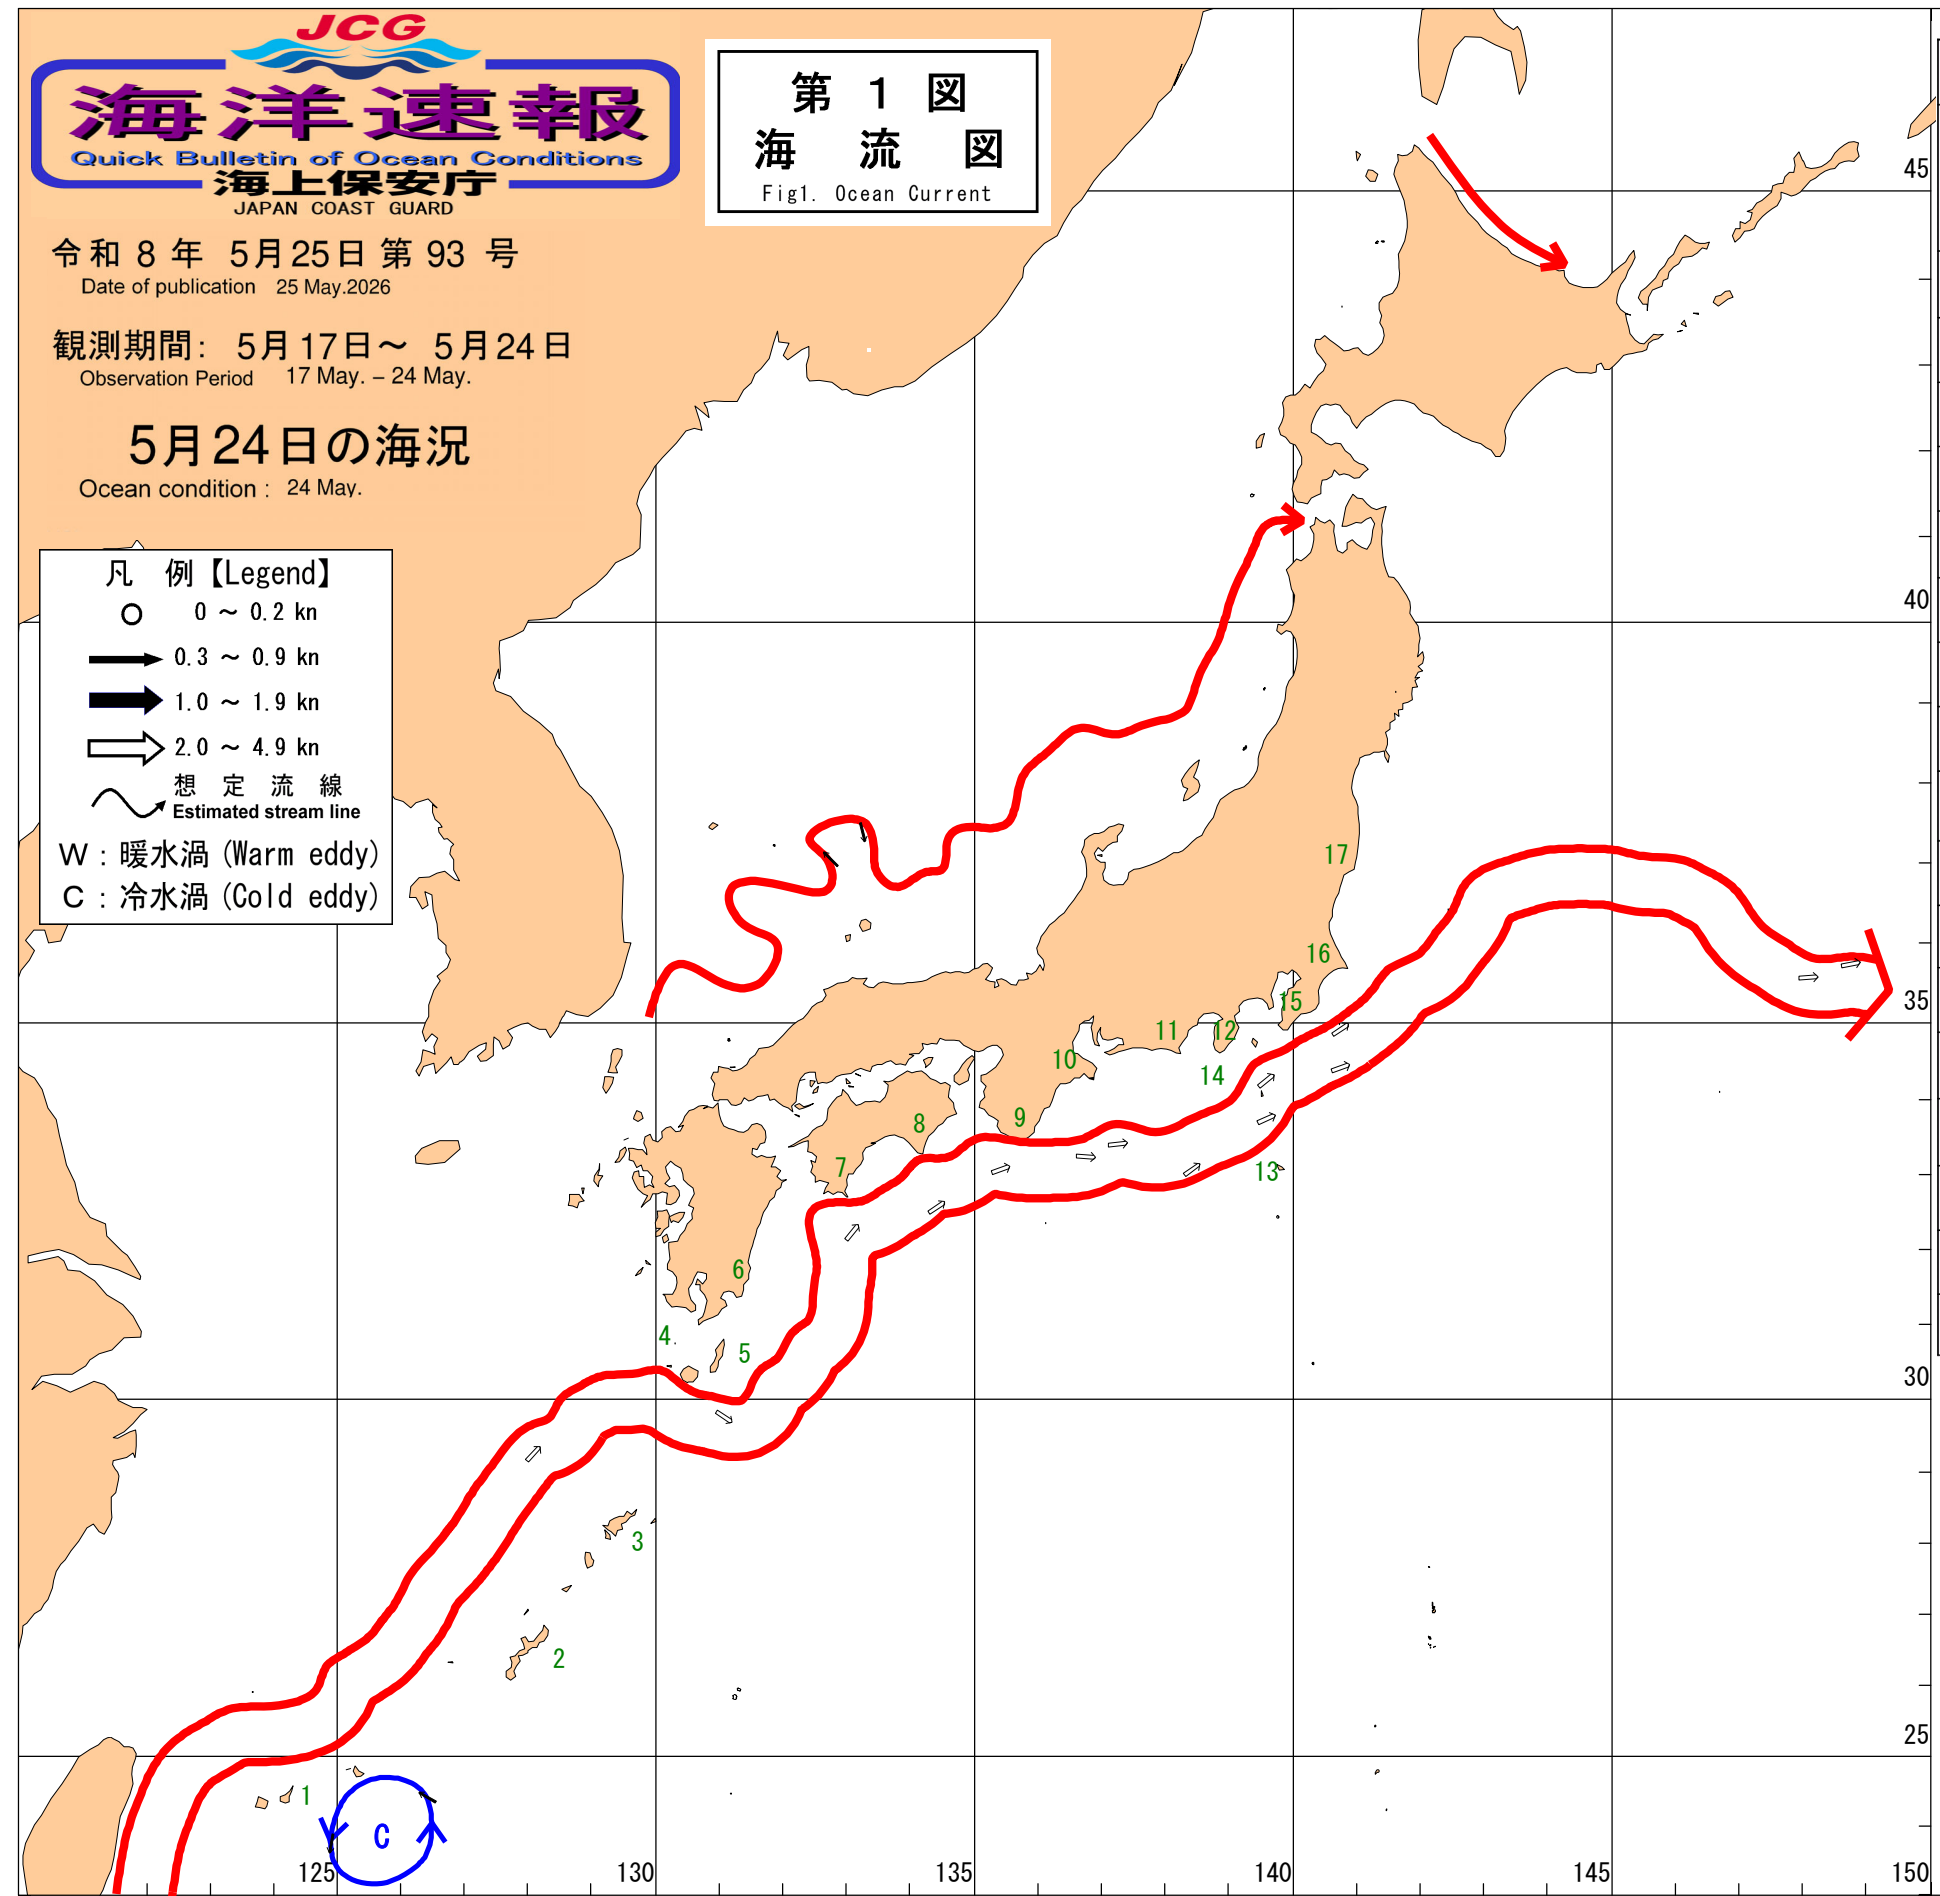 JCG
海洋速報
Quick Bulletin of Ocean Conditions
海上保安庁
JAPAN COAST GUARD
第 1 図
海 流 図
Fig1. Ocean Current
令和 8 年 5月25日 第 93 号
Date of publication 25 May.2026
観測期間: 5月17日～ 5月24日
Observation Period 17 May. – 24 May.
5月24日の海況
Ocean condition : 24 May.
凡 例【Legend】
0 ～ 0.2 kn
0.3 ～ 0.9 kn
1.0 ～ 1.9 kn
2.0 ～ 4.9 kn
想 定 流 線
Estimated stream line
W : 暖水渦 (Warm eddy)
C : 冷水渦 (Cold eddy)
45
40
17
16
35
15
11
12
10
14
9
8
7
13
6
4
5
30
3
2
25
1
C
125
130
135
140
145
150